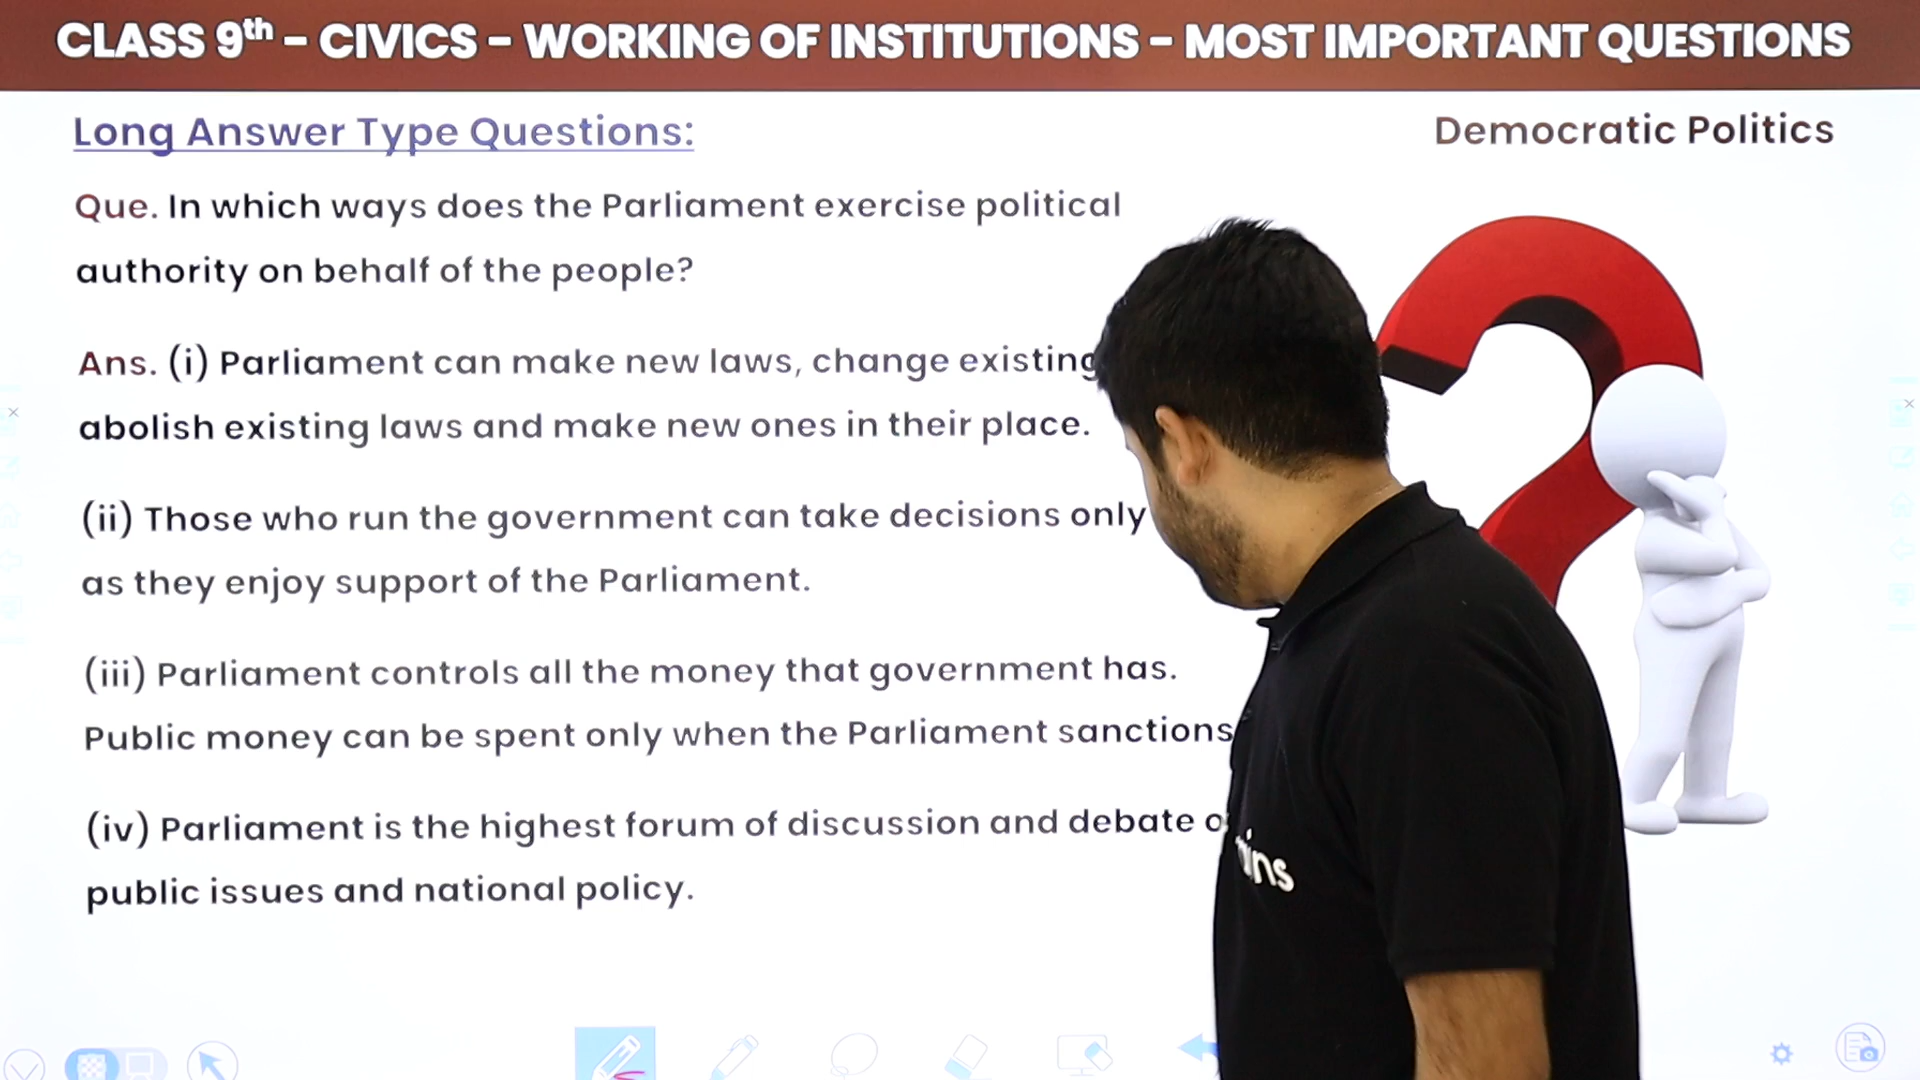 CLASS 9th - CIVICS - WORKING OF INSTITUTIONS - MOST IMPORTANT QUESTIONS
Long Answer Type Questions:
Democratic Politics
Que. In which ways does the Parliament exercise political
authority on behalf of the people?
Ans. (i) Parliament can make new laws, change existing
abolish existing laws and make new ones in their place.
(ii) Those who run the government can take decisions only
as they enjoy support of the Parliament.
(iii) Parliament controls all the money that government has.
Public money can be spent only when the Parliament sanctions
(iv) Parliament is the highest forum of discussion and debate
public issues and national policy.